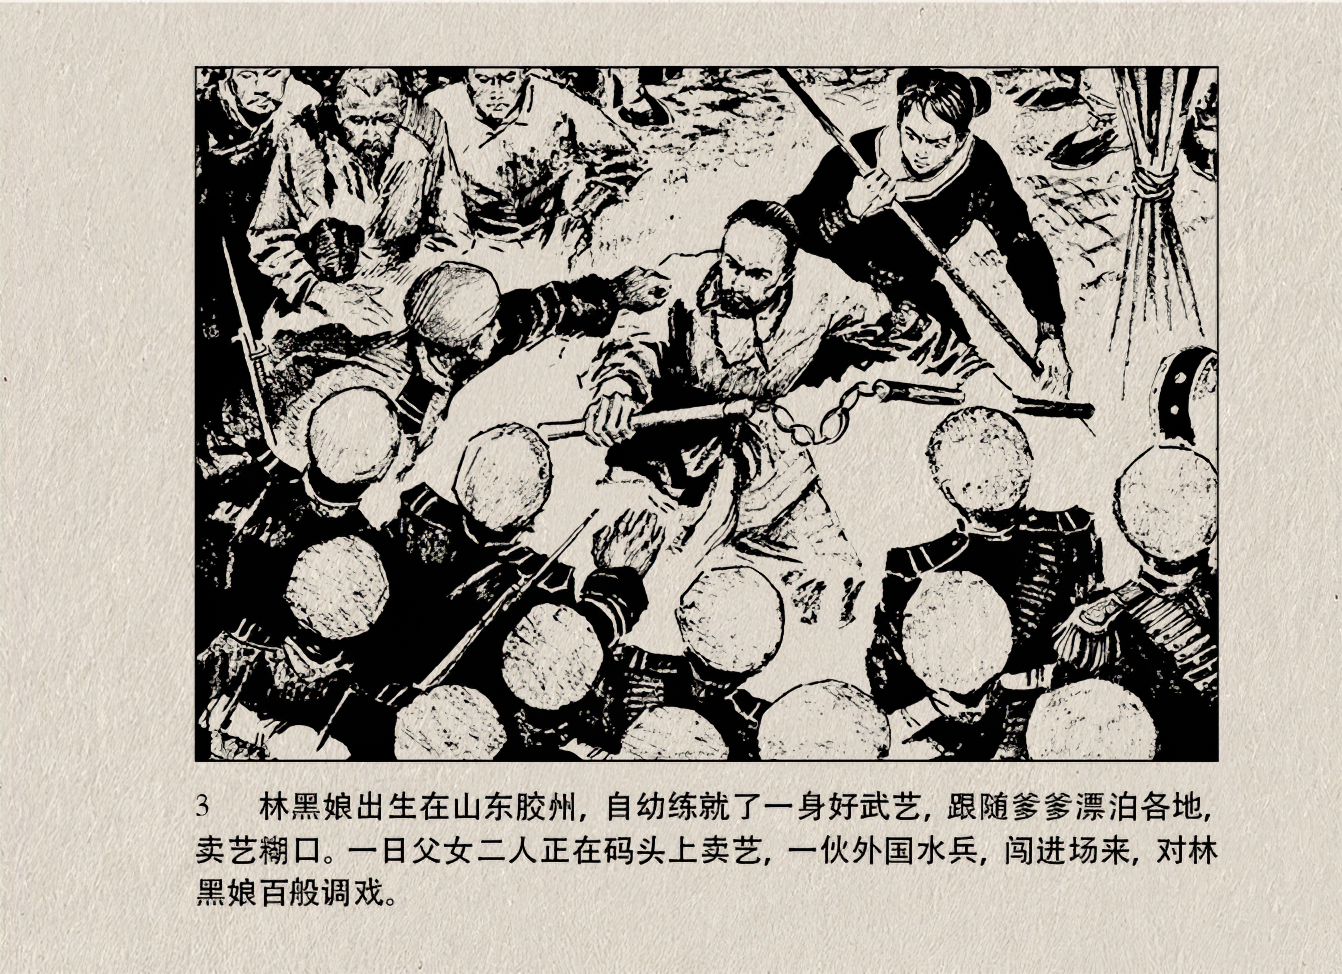 3 林黑娘出生在山东胶州, 自幼练就了一身好武艺, 跟随爹爹漂泊各地,
卖艺糊口。一日父女二人正在码头上卖艺, 一伙外国水兵, 闯进场来, 对林
黑娘百般调戏。